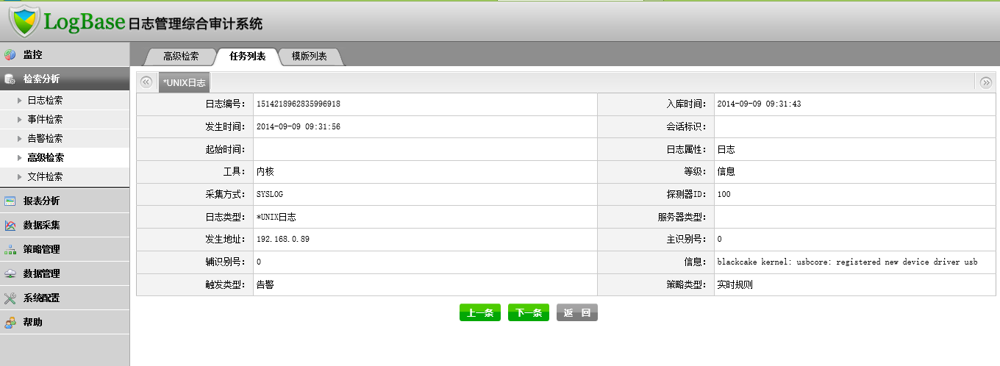 LogBase 日志管理综合审计系统
监控
检索分析
日志检索
事件检索
告警检索
高级检索
文件检索
报表分析
数据采集
策略管理
数据管理
系统配置
帮助
高级检索 任务列表 模版列表
*UNIX日志
日志编号： 1514218962835996918 入库时间： 2014-09-09 09:31:43
发生时间： 2014-09-09 09:31:56 会话标识：
起始时间： 日志属性： 日志
工具： 内核 等级： 信息
采集方式： SYSLOG 探测器ID： 100
日志类型： *UNIX日志 服务器类型：
发生地址： 192.168.0.89 主识别号： 0
辅识别号： 0 信息： blackcake kernel: usbcore: registered new device driver usb
触发类型： 告警 策略类型： 实时规则
上一条 下一条 返 回